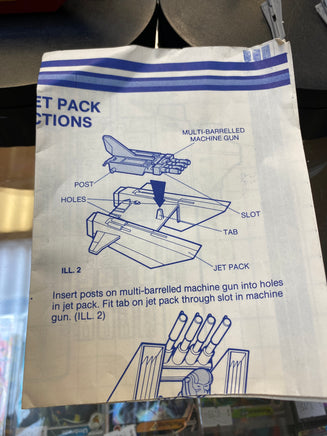 ET PACK
CTIONS
MULTI-BARRELLED
MACHINE GUN
POST
HOLES
SLOT
TAB
ILL. 2
JET PACK
Insert posts on multi-barrelled machine gun into holes
in jet pack. Fit tab on jet pack through slot in machine
gun. (ILL. 2)